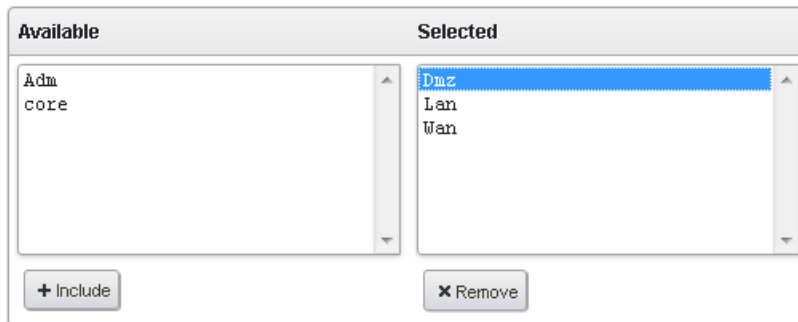 Available
Selected
Adm
core
Dmz
Lan
Wan
+ Include
× Remove